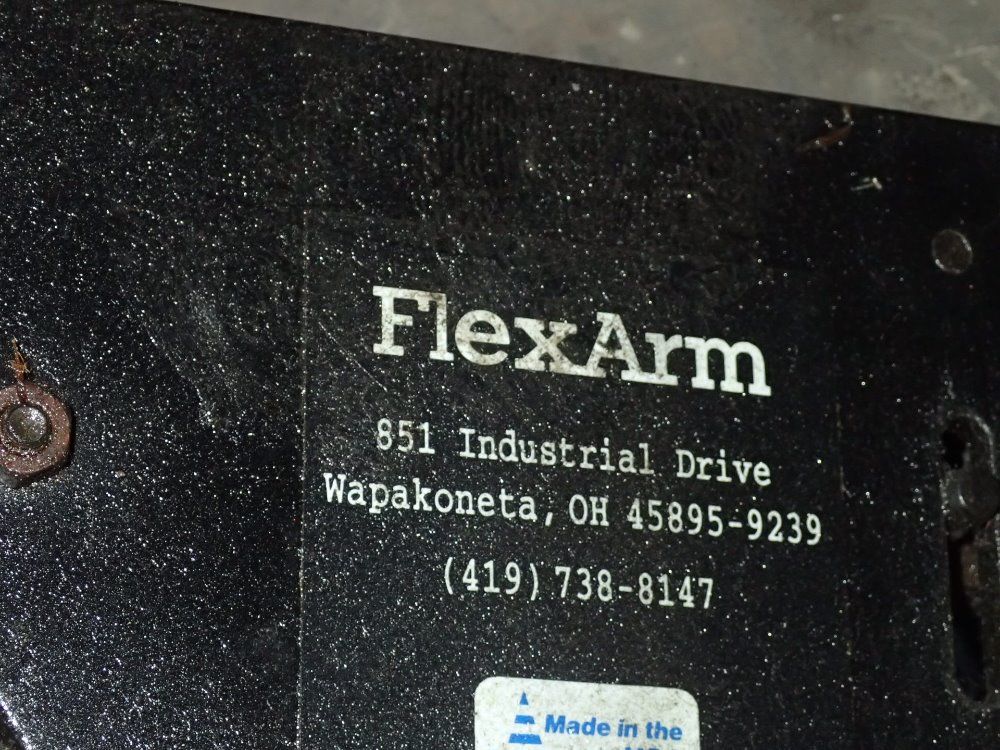 FlexArm
851 Industrial Drive
Wapakoneta, OH 45895-9239
(419) 738-8147
Made in the